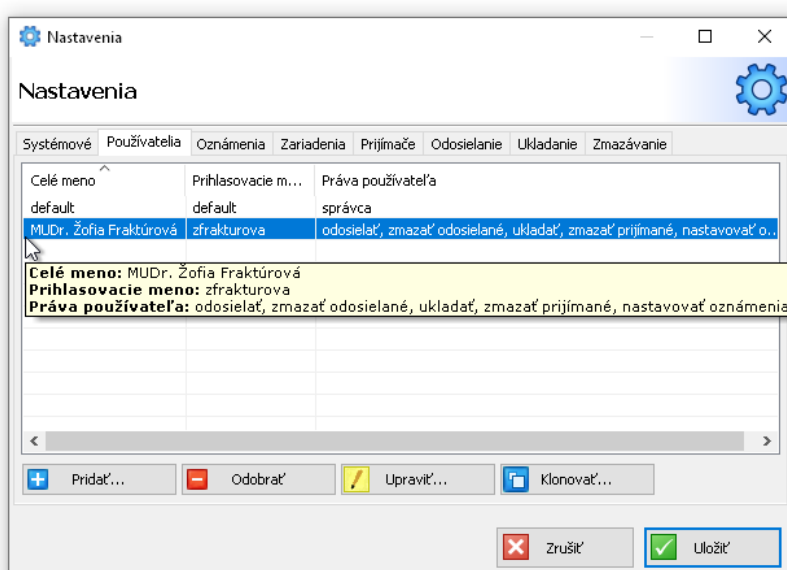 Nastavenia
Nastavenia
Systémové Používatelia Oznámenia Zariadenia Prijímače Odosielanie Ukladanie Zmazávanie
Celé meno Prihlasovacie m... Práva používateľa
default default správca
MUDr. Žofia Fraktúrová zfrakturova odosielať, zmazať odosielané, ukladať, zmazať prijímané, nastavovať o...
Celé meno: MUDr. Žofia Fraktúrová
Prihlasovacie meno: zfrakturova
Práva používateľa: odosielať, zmazať odosielané, ukladať, zmazať prijímané, nastavovať oznámenia
Pridať... Odobrať Upraviť... Klonovať...
Zrušiť Uložiť